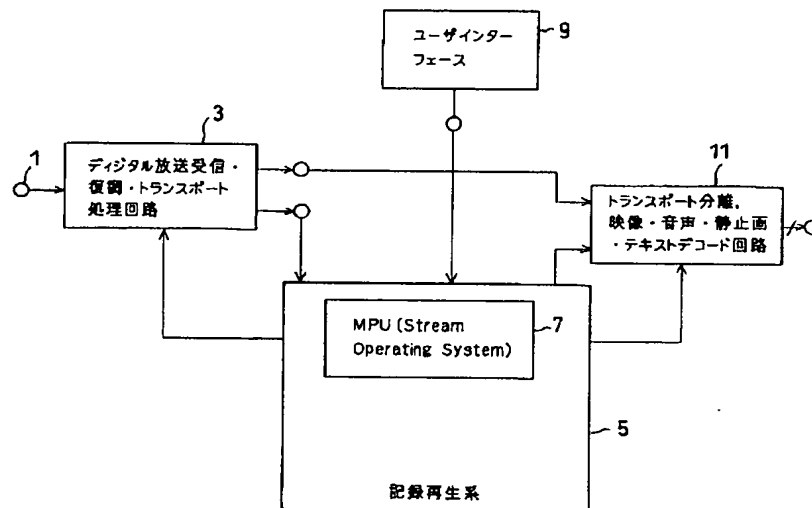 ユーザインター
フェース
9
3
1
ディジタル放送受信・
復調・トランスポート
処理回路
11
トランスポート分離,
映像・音声・静止画
・テキストデコード回路
MPU(Stream
Operating System)
7
5
記録再生系